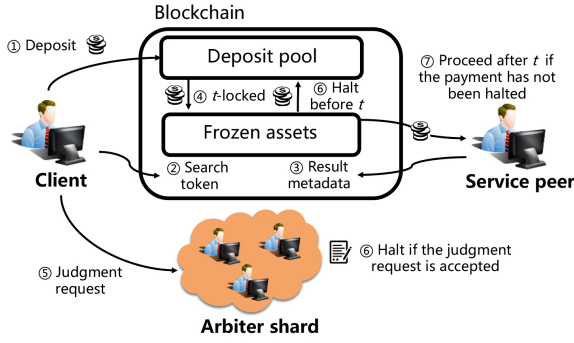 Blockchain
① Deposit
Deposit pool
⑦ Proceed after t if
the payment has not
been halted
④ t-locked
⑥ Halt
before t
Frozen assets
Client
② Search
token
③ Result
metadata
Service peer
⑤ Judgment
request
⑥ Halt if the judgment
request is accepted
Arbiter shard